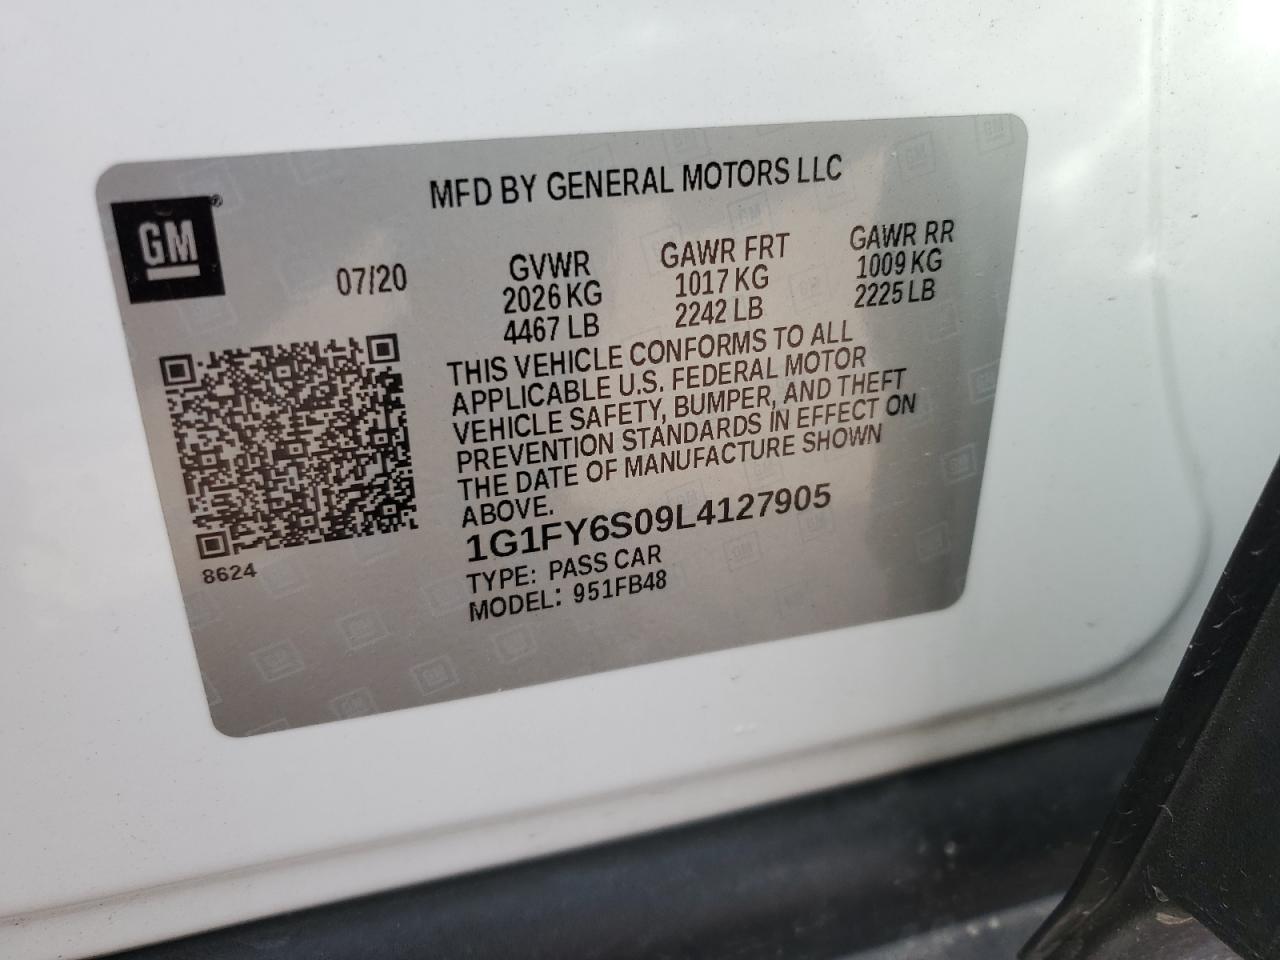 MFD BY GENERAL MOTORS LLC
GM
®
07/20
GVWR
2026 KG
4467 LB
GAWR FRT
1017 KG
2242 LB
GAWR RR
1009 KG
2225 LB
THIS VEHICLE CONFORMS TO ALL
APPLICABLE U.S. FEDERAL MOTOR
VEHICLE SAFETY, BUMPER, AND THEFT
PREVENTION STANDARDS IN EFFECT ON
THE DATE OF MANUFACTURE SHOWN
ABOVE.
1G1FY6S09L4127905
TYPE: PASS CAR
MODEL: 951FB48
8624